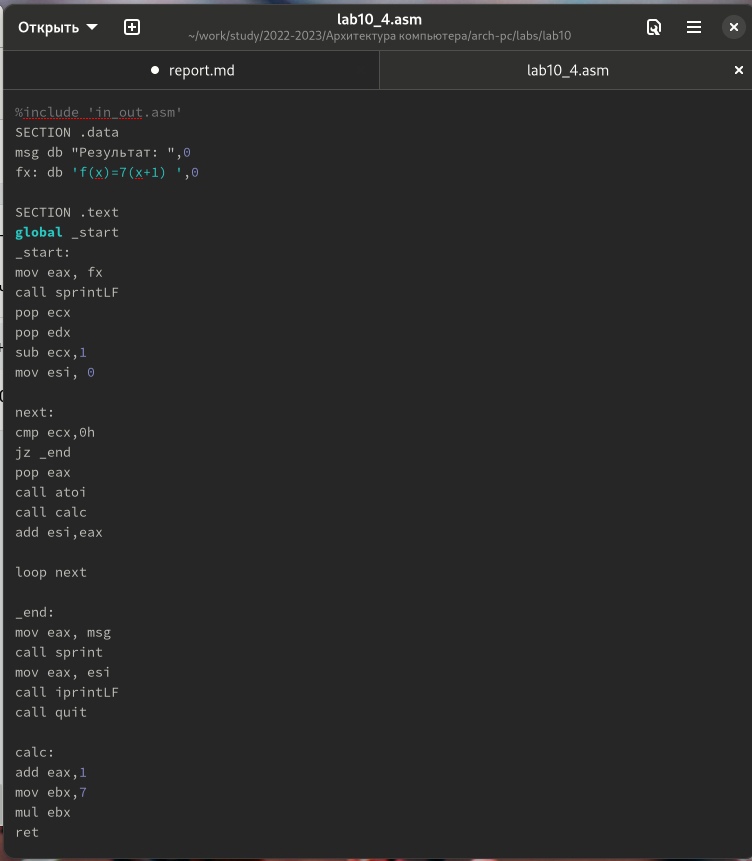 Открыть
lab10_4.asm
~/work/study/2022-2023/Архитектура компьютера/arch-pc/labs/lab10
report.md
lab10_4.asm
%include 'in_out.asm'
SECTION .data
msg db "Результат: ",0
fx: db 'f(x)=7(x+1) ',0
SECTION .text
global _start
_start:
mov eax, fx
call sprintLF
pop ecx
pop edx
sub ecx,1
mov esi, 0
next:
cmp ecx,0h
jz _end
pop eax
call atoi
call calc
add esi,eax
loop next
_end:
mov eax, msg
call sprint
mov eax, esi
call iprintLF
call quit
calc:
add eax,1
mov ebx,7
mul ebx
ret